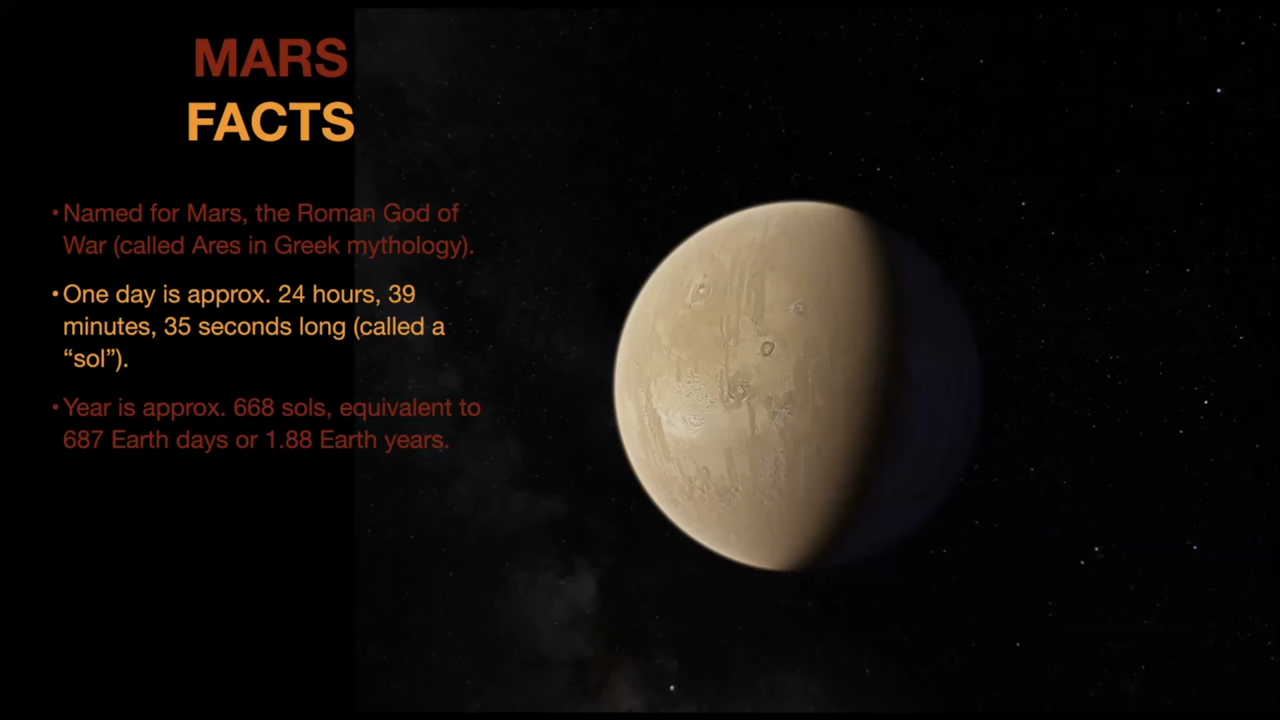 MARS
FACTS
•Named for Mars, the Roman God of
War (called Ares in Greek mythology).
•One day is approx. 24 hours, 39
minutes, 35 seconds long (called a
“sol”).
•Year is approx. 668 sols, equivalent to
687 Earth days or 1.88 Earth years.